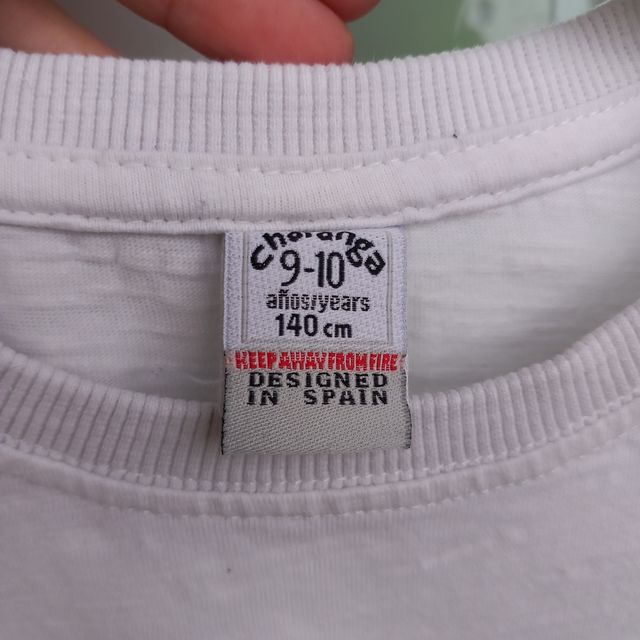 Charanga
9-10
años/years
140 cm
KEEP AWAY FROM FIRE
DESIGNED
IN SPAIN